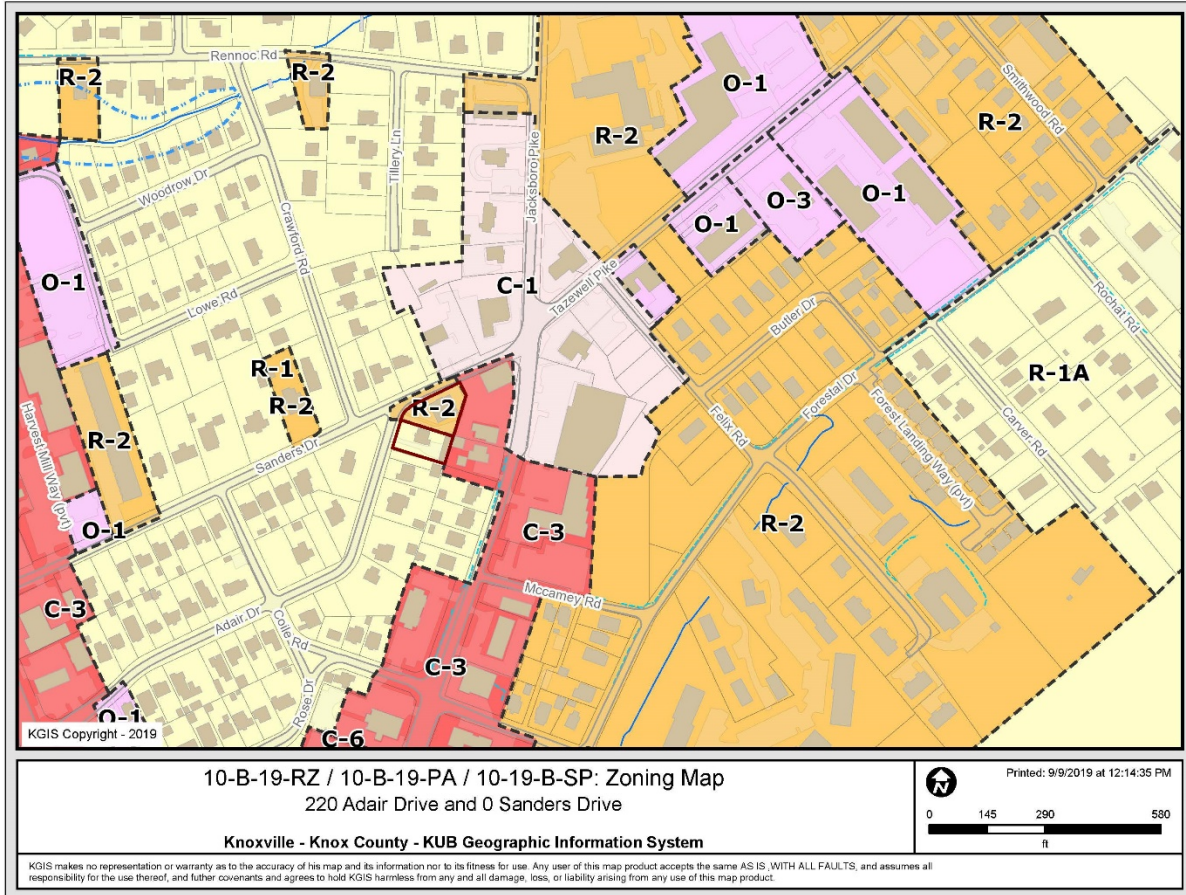 Rennoc Rd
R-2
R-2
O-1
Smithwood Rd
R-2
R-2
Tillery Ln
Jacksboro Pike
Woodrow Dr
Crawford Rd
O-1
O-3
O-1
O-1
Lowe Rd
C-1
Tazewell Pike
Butler Dr
Rochat Rd
R-1
R-2
R-2
R-1A
Forestal Dr
Felix Rd
Forest Landing Way (pvt)
Carver Rd
Harvest Mill Way (pvt)
R-2
Sanders Dr
O-1
C-3
R-2
Mccamey Rd
C-3
Adair Dr
Coile Rd
C-3
Rose Dr
O-1
C-6
KGIS Copyright - 2019
10-B-19-RZ / 10-B-19-PA / 10-19-B-SP: Zoning Map
220 Adair Drive and 0 Sanders Drive
Knoxville - Knox County - KUB Geographic Information System
N
Printed: 9/9/2019 at 12:14:35 PM
0 145 290 580
ft
KGIS makes no representation or warranty as to the accuracy of his map and its information nor to its fitness for use. Any user of this map product accepts the same AS IS ,WITH ALL FAULTS, and assumes all
responsibility for the use thereof, and futher covenants and agrees to hold KGIS harmless from any and all damage, loss, or liability arising from any use of this map product.